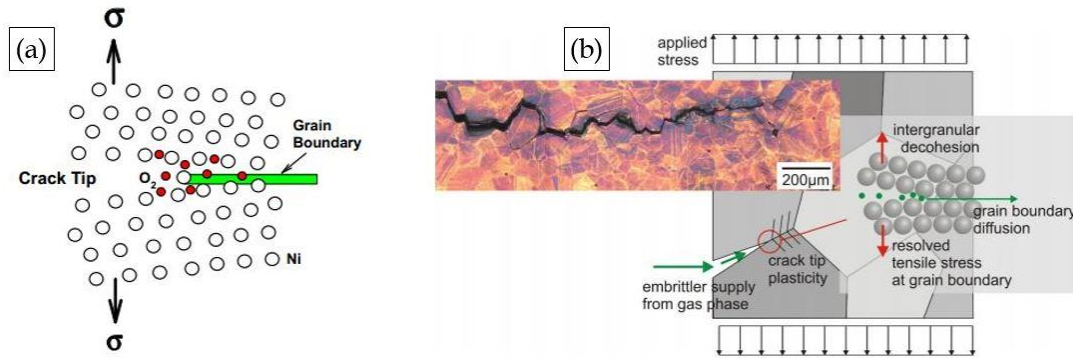 σ
(a)
Grain
Boundary
Crack Tip
O2
Ni
σ
(b)
applied
stress
200μm
intergranular
decohesion
grain boundary
diffusion
crack tip
plasticity
resolved
tensile stress
at grain boundary
embrittler supply
from gas phase